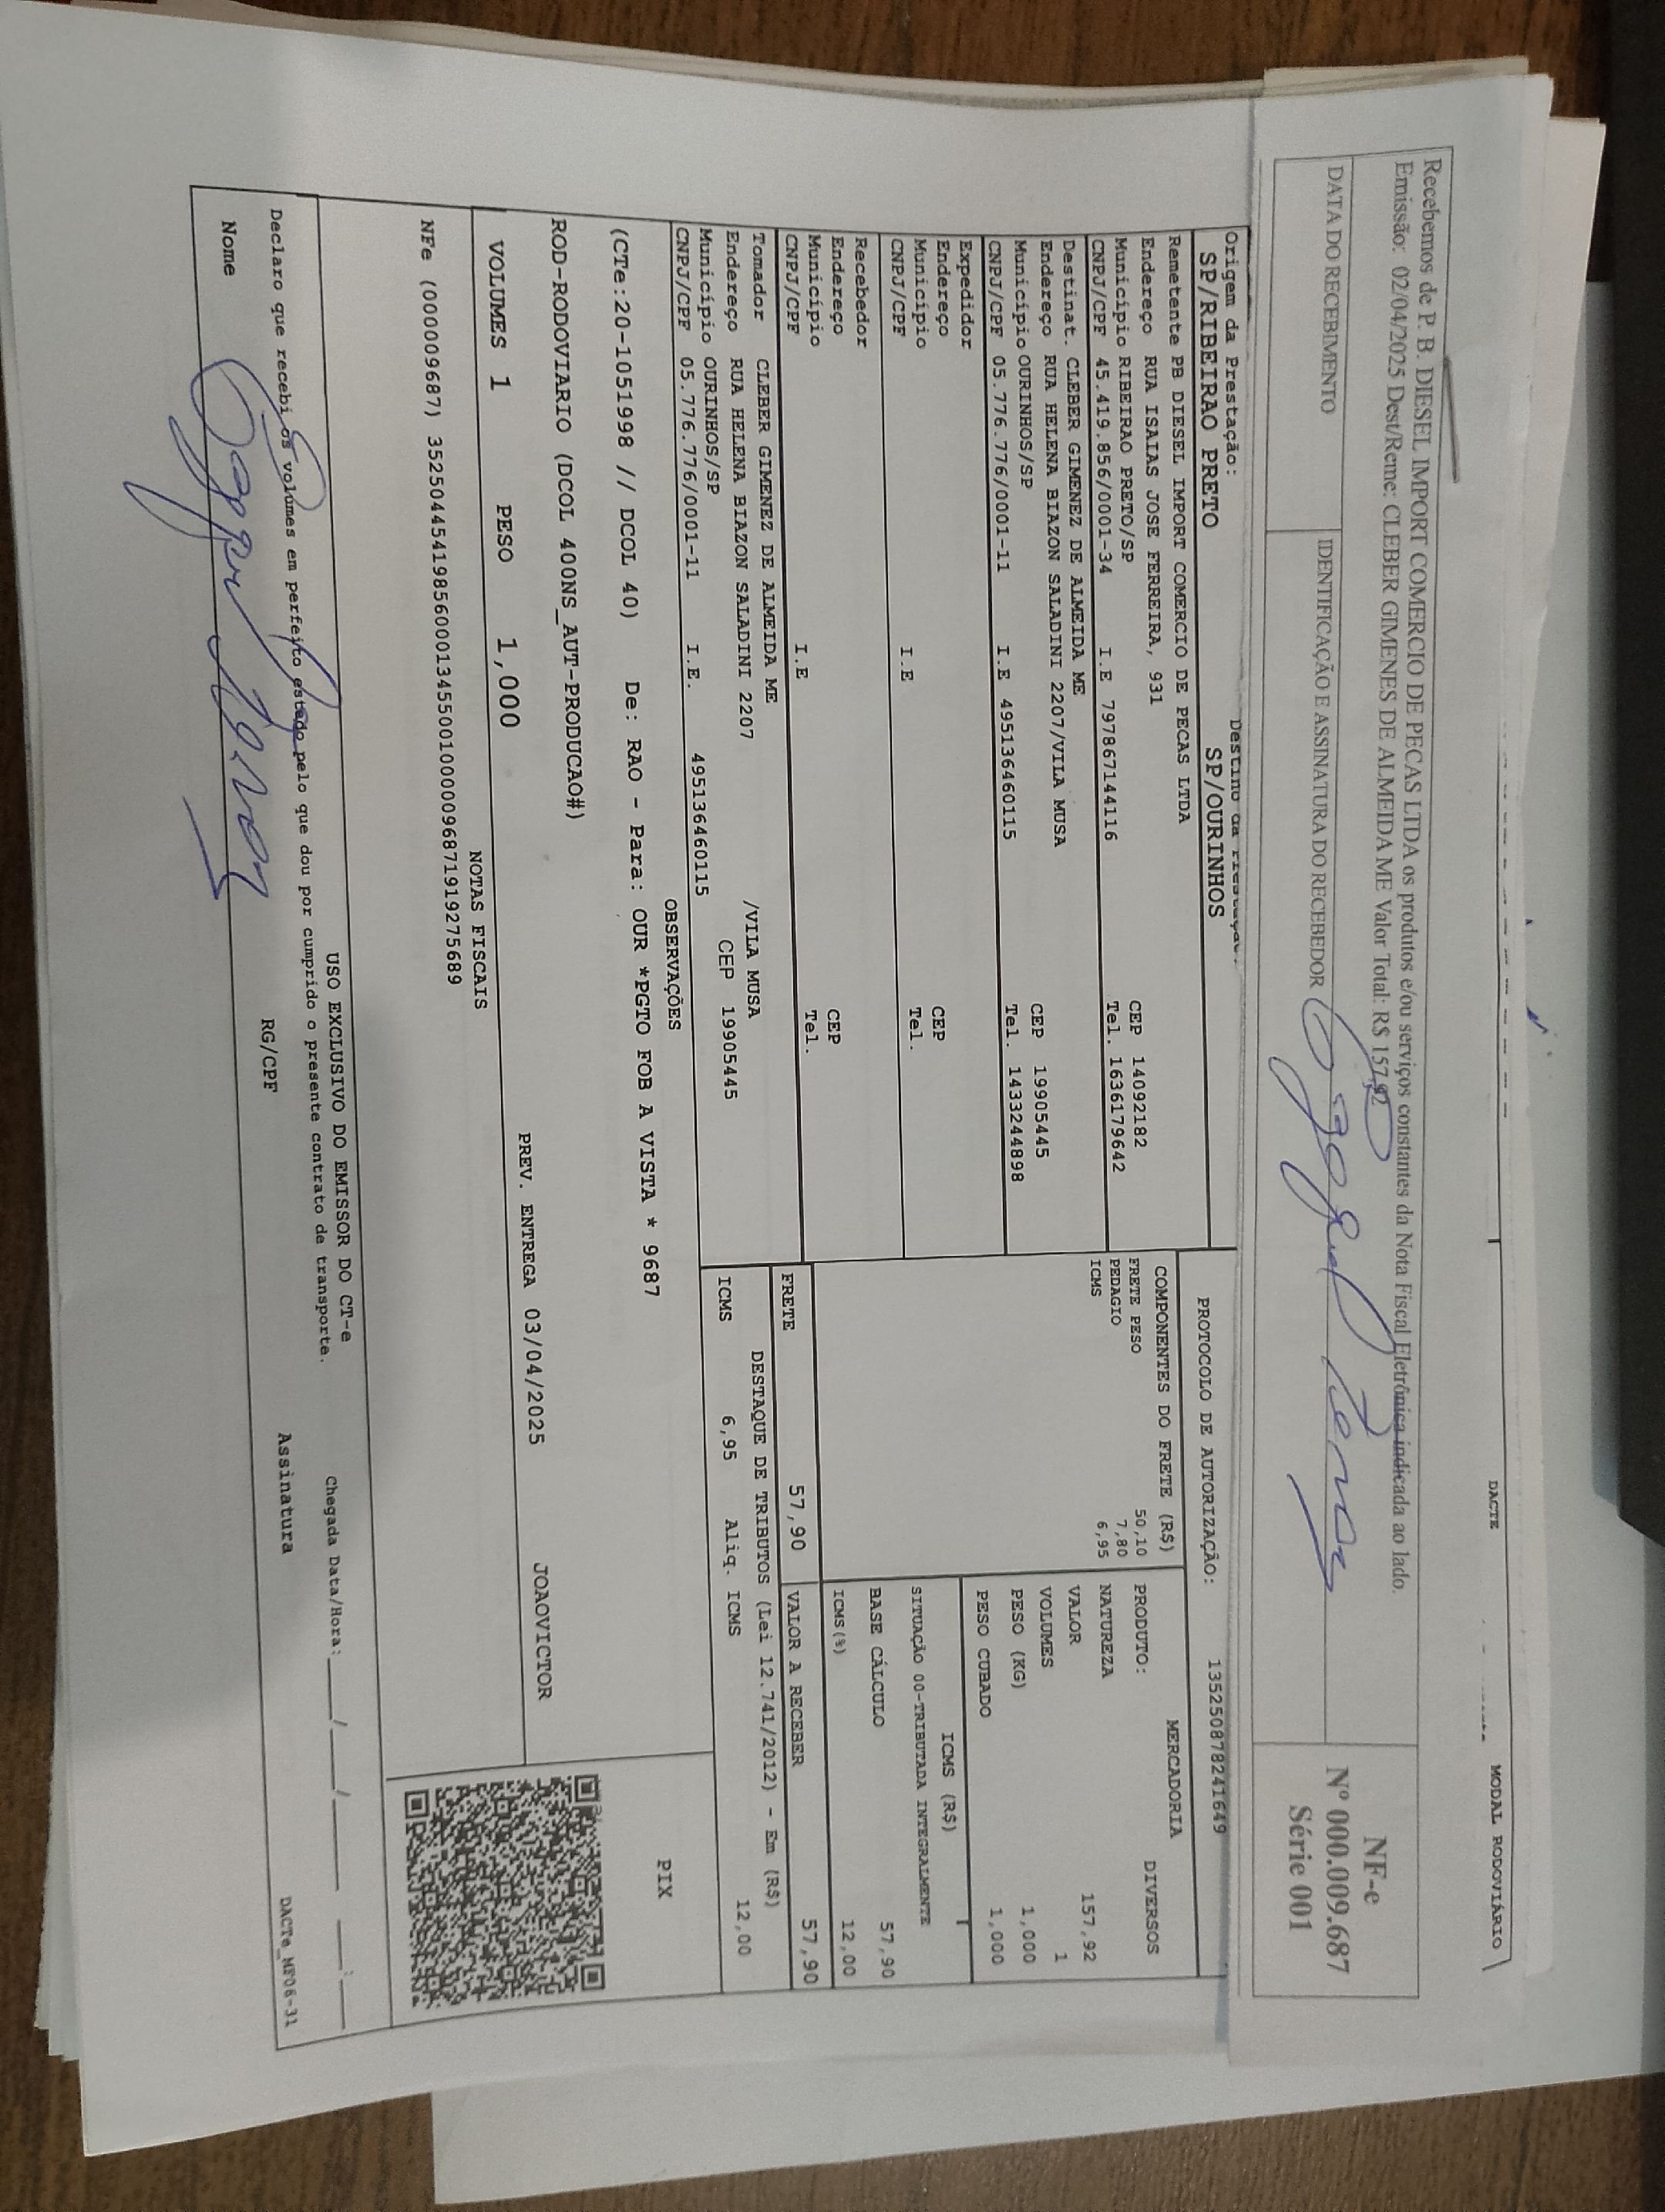 DACTE
MODAL RODOVIÁRIO
Recebemos de P. B. DIESEL IMPORT COMERCIO DE PECAS LTDA os produtos e/ou serviços constantes da Nota Fiscal Eletrônica indicada ao lado.
Emissão: 02/04/2025 Dest/Reme: CLEBER GIMENES DE ALMEIDA ME Valor Total: R$ 157,92
DATA DO RECEBIMENTO
IDENTIFICAÇÃO E ASSINATURA DO RECEBEDOR
NF-e
Nº 000.009.687
Série 001
Origem da Prestação:
SP/RIBEIRAO PRETO
Destino da Prestação:
SP/OURINHOS
PROTOCOLO DE AUTORIZAÇÃO: 135250878241649
Remetente PB DIESEL IMPORT COMERCIO DE PECAS LTDA
Endereço RUA ISAIAS JOSE FERREIRA, 931
CEP 14092182
Município RIBEIRAO PRETO/SP
Tel. 1636179642
CNPJ/CPF 45.419.856/0001-34 I.E 797867144116
Destinat. CLEBER GIMENEZ DE ALMEIDA ME
Endereço RUA HELENA BIAZON SALADINI 2207/VILA MUSA
CEP 19905445
Município OURINHOS/SP
Tel. 1433244898
CNPJ/CPF 05.776.776/0001-11 I.E 495136460115
Expedidor
Endereço
CEP
Município
Tel.
CNPJ/CPF I.E
Recebedor
Endereço
CEP
Município
Tel.
CNPJ/CPF I.E
Tomador CLEBER GIMENEZ DE ALMEIDA ME
Endereço RUA HELENA BIAZON SALADINI 2207 /VILA MUSA
Município OURINHOS/SP CEP 19905445
CNPJ/CPF 05.776.776/0001-11 I.E. 495136460115
COMPONENTES DO FRETE (R$)
FRETE PESO 50,10
PEDAGIO 7,80
ICMS 6,95
MERCADORIA
PRODUTO: DIVERSOS
NATUREZA
VALOR 157,92
VOLUMES 1
PESO (KG) 1,000
PESO CUBADO 1,000
ICMS (R$)
SITUAÇÃO 00-TRIBUTADA INTEGRALMENTE
BASE CÁLCULO 57,90
ICMS(%) 12,00
FRETE 57,90
VALOR A RECEBER 57,90
DESTAQUE DE TRIBUTOS (Lei 12.741/2012) - Em (R$)
ICMS 6,95 Aliq. ICMS 12,00
OBSERVAÇÕES
(CTe:20-1051998 // DCOL 40) De: RAO - Para: OUR *PGTO FOB A VISTA * 9687
ROD-RODOVIARIO (DCOL 400NS_AUT-PRODUCAO#)
PIX
JOAOVICTOR
VOLUMES 1 PESO 1,000 PREV. ENTREGA 03/04/2025
NOTAS FISCAIS
NFe (000009687) 35250445419856000134550010000096871919275689
USO EXCLUSIVO DO EMISSOR DO CT-e
Declaro que recebi os volumes em perfeito estado pelo que dou por cumprido o presente contrato de transporte.
Chegada Data/Hora:____/____/____ __:__
Nome
RG/CPF
Assinatura
DACTe_NF06-31